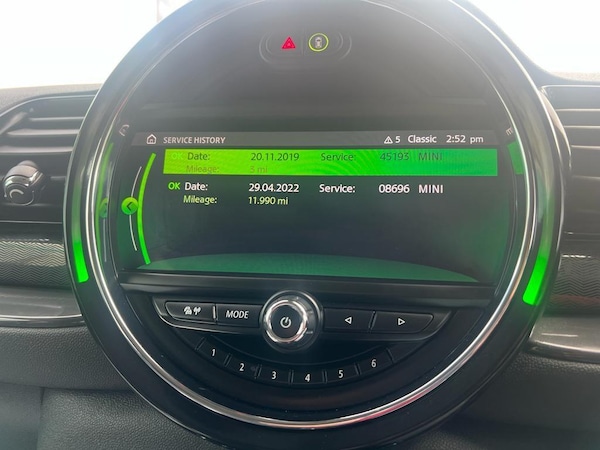 SERVICE HISTORY 5 Classic 2:52 pm
OK Date: 20.11.2019 Service: 45193 MINI
Mileage: 5 mi
OK Date: 29.04.2022 Service: 08696 MINI
Mileage: 11.990 mi
MODE
1 2 3 4 5 6